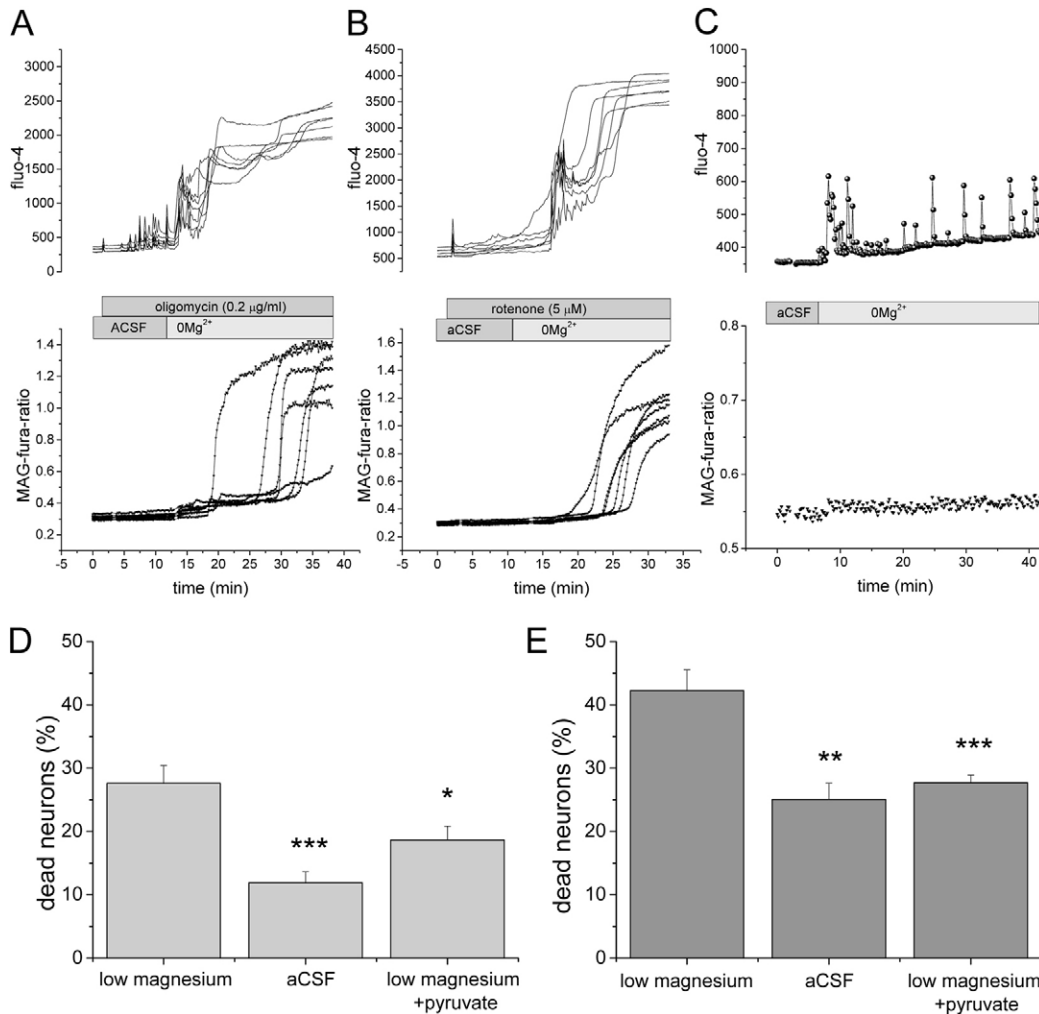 A
B
C
fluo-4
3000
2500
2000
1500
1000
500
0
fluo-4
4500
4000
3500
3000
2500
2000
1500
1000
500
fluo-4
1000
900
800
700
600
500
400
oligomycin (0.2 µg/ml)
ACSF
0Mg2+
rotenone (5 µM)
aCSF
0Mg2+
aCSF
0Mg2+
MAG-fura-ratio
1.4
1.2
1.0
0.8
0.6
0.4
0.2
-5 0 5 10 15 20 25 30 35 40
time (min)
MAG-fura-ratio
1.6
1.4
1.2
1.0
0.8
0.6
0.4
0.2
-5 0 5 10 15 20 25 30 35
time (min)
MAG-fura-ratio
0.8
0.7
0.6
0.5
0 10 20 30 40
time (min)
D
dead neurons (%)
50
40
30
20
10
0
***
*
low magnesium
aCSF
low magnesium
+pyruvate
E
dead neurons (%)
50
40
30
20
10
0
**
***
low magnesium
aCSF
low magnesium
+pyruvate